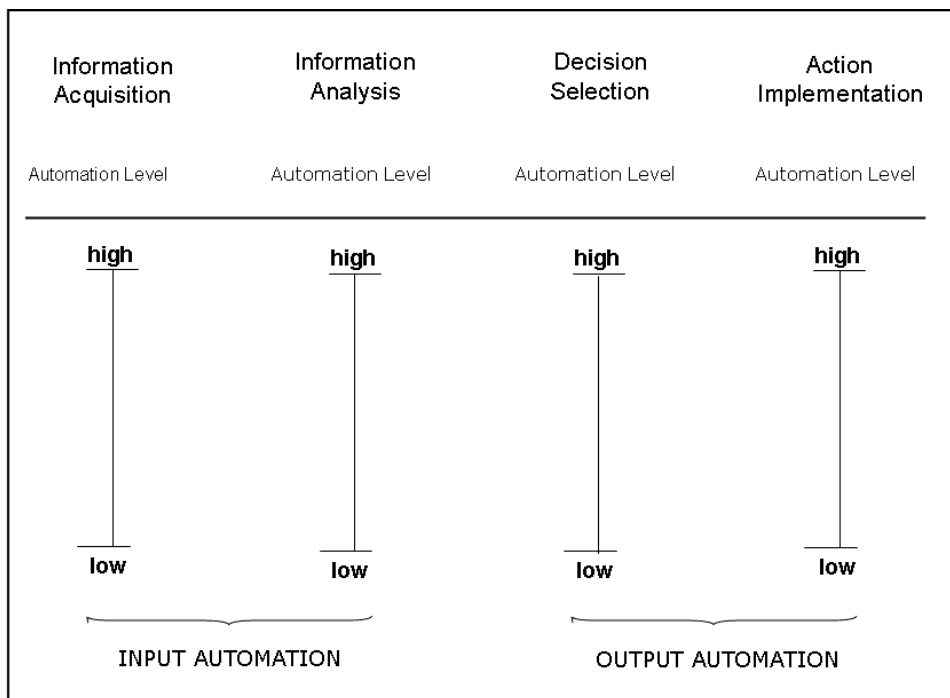 Information
Acquisition
Information
Analysis
Decision
Selection
Action
Implementation
Automation Level
Automation Level
Automation Level
Automation Level
high
high
high
high
low
low
low
low
INPUT AUTOMATION
OUTPUT AUTOMATION